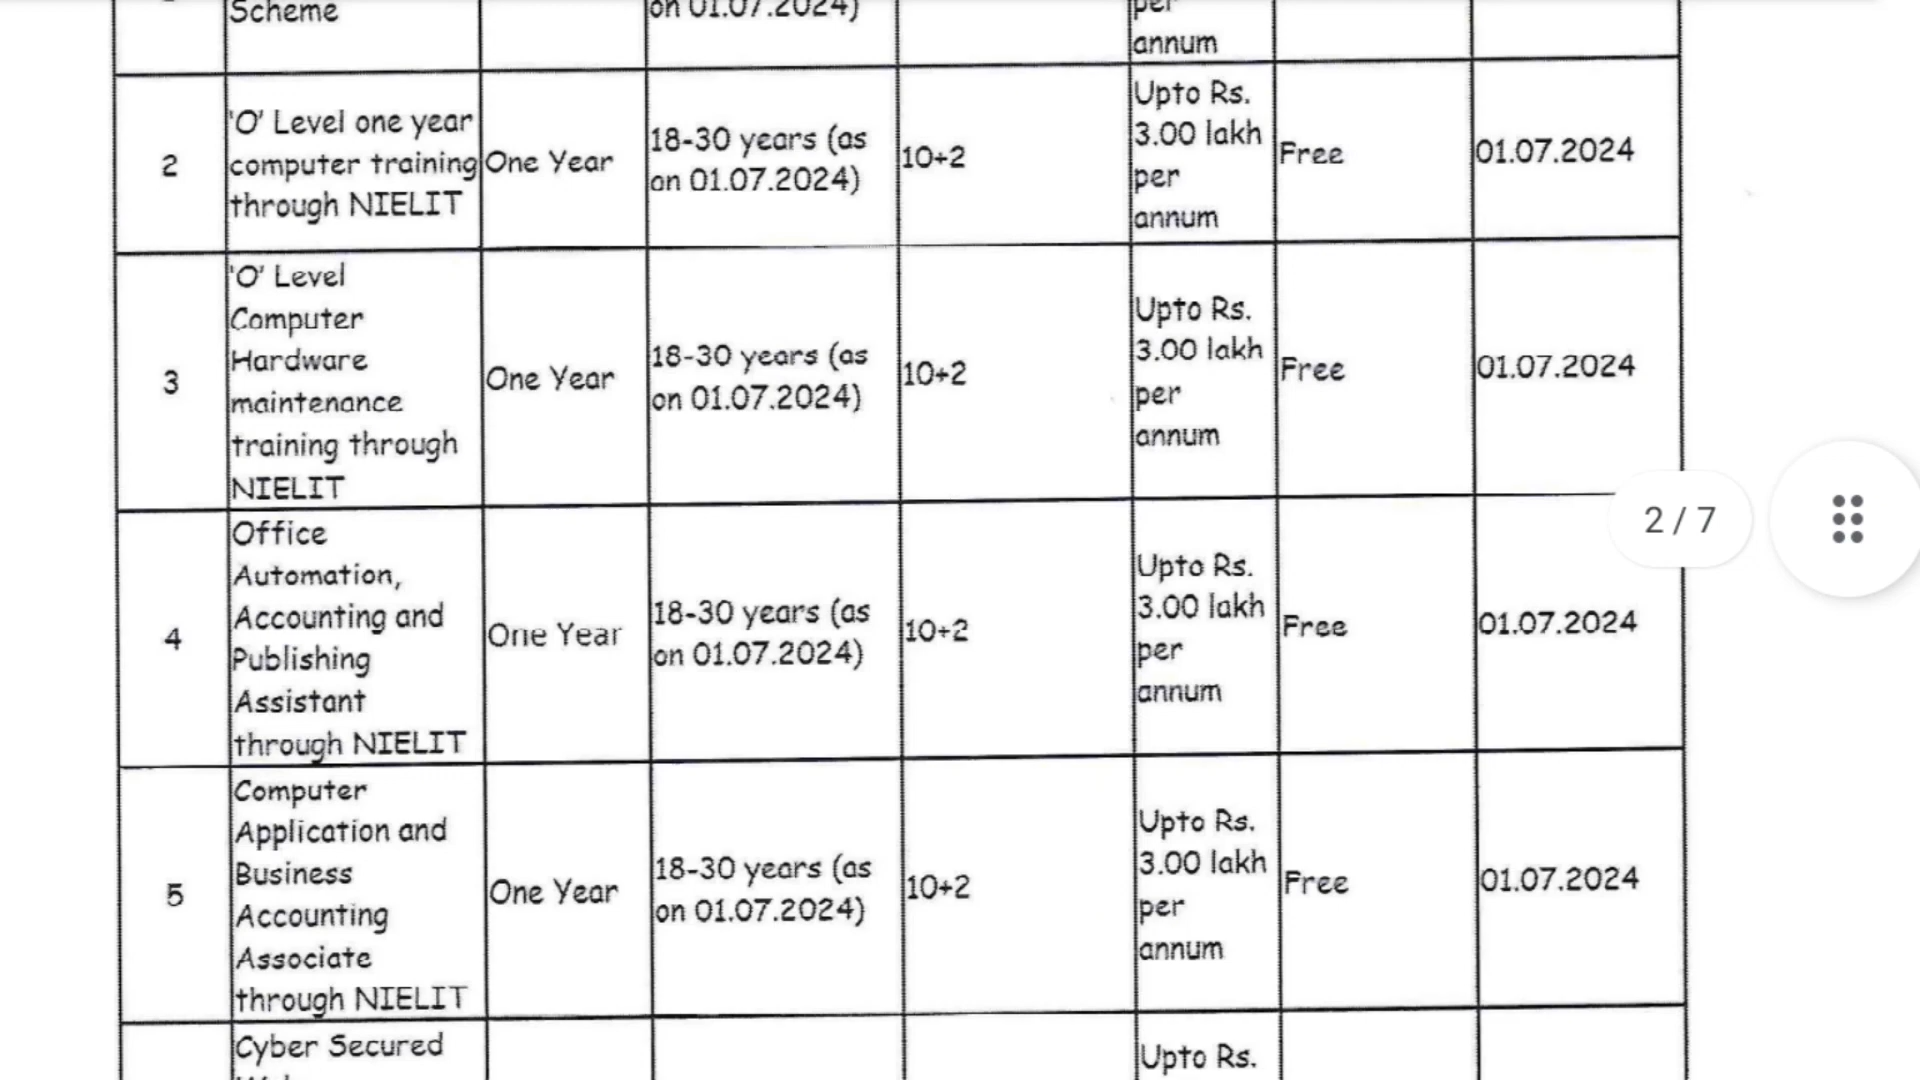 Scheme
on 01.07.2024)
per
annum
2
'O' Level one year
computer training
through NIELIT
One Year
18-30 years (as
on 01.07.2024)
10+2
Upto Rs.
3.00 lakh
per
annum
Free
01.07.2024
3
'O' Level
Computer
Hardware
maintenance
training through
NIELIT
One Year
18-30 years (as
on 01.07.2024)
10+2
Upto Rs.
3.00 lakh
per
annum
Free
01.07.2024
2 / 7
4
Office
Automation,
Accounting and
Publishing
Assistant
through NIELIT
One Year
18-30 years (as
on 01.07.2024)
10+2
Upto Rs.
3.00 lakh
per
annum
Free
01.07.2024
5
Computer
Application and
Business
Accounting
Associate
through NIELIT
One Year
18-30 years (as
on 01.07.2024)
10+2
Upto Rs.
3.00 lakh
per
annum
Free
01.07.2024
Cyber Secured
Upto Rs.